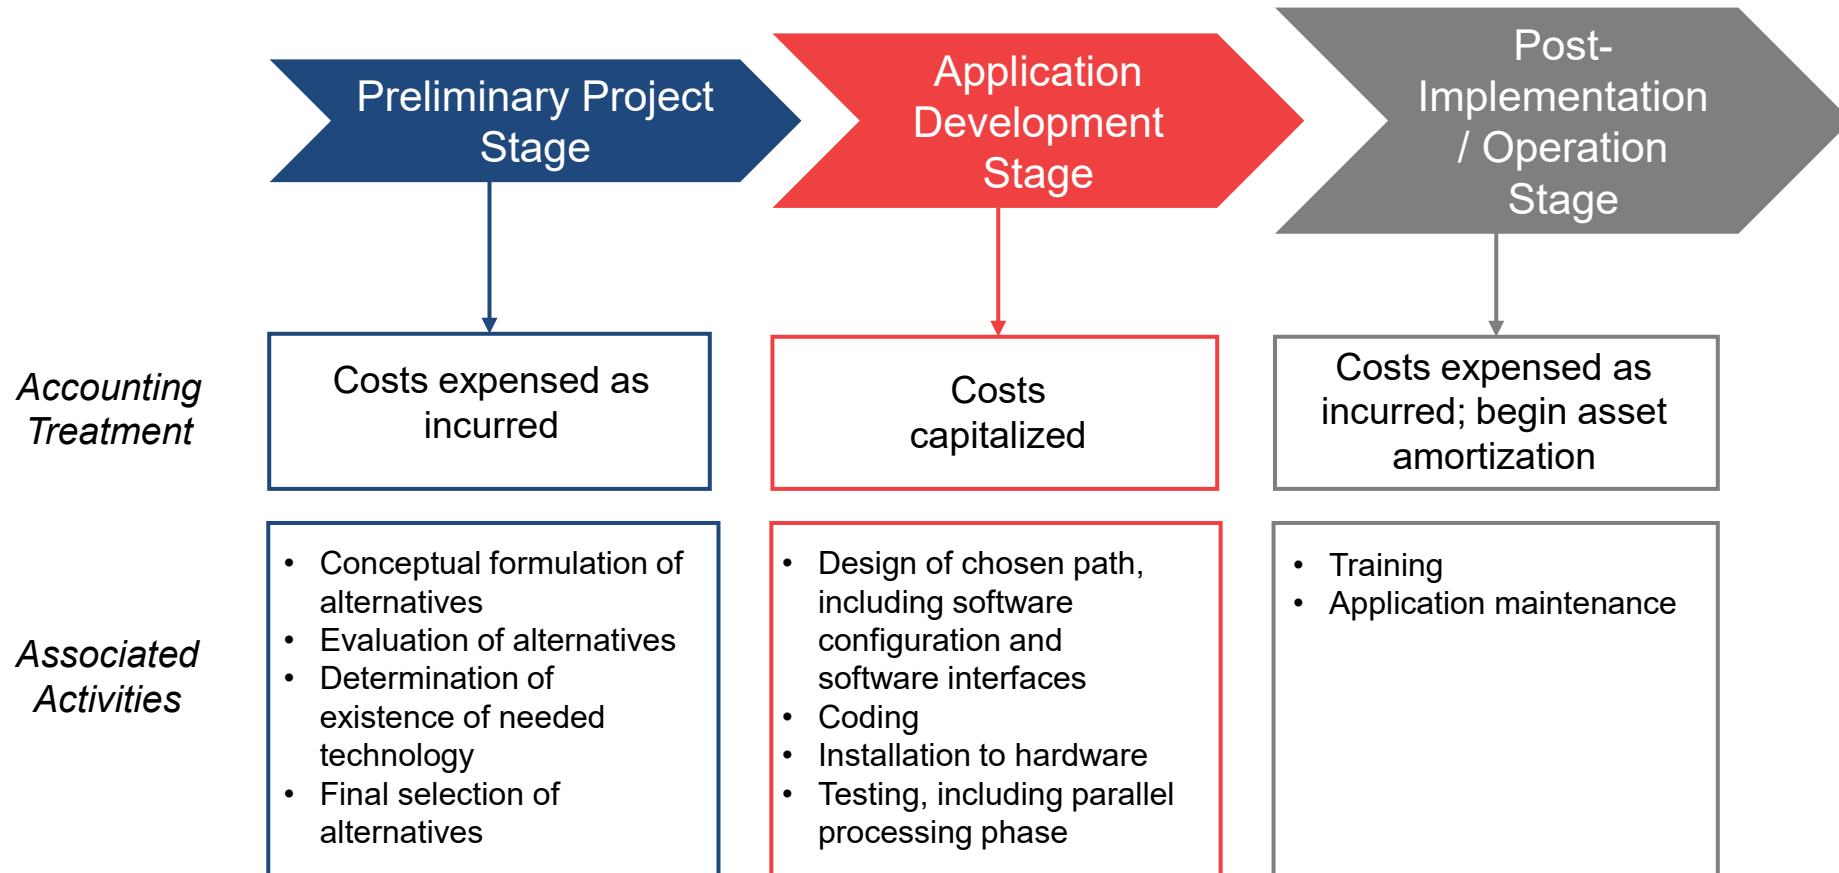 Preliminary Project
Stage
Application
Development
Stage
Post-
Implementation
/ Operation
Stage
Accounting
Treatment
Costs expensed as
incurred
Costs
capitalized
Costs expensed as
incurred; begin asset
amortization
Associated
Activities
• Conceptual formulation of
alternatives
• Evaluation of alternatives
• Determination of
existence of needed
technology
• Final selection of
alternatives
• Design of chosen path,
including software
configuration and
software interfaces
• Coding
• Installation to hardware
• Testing, including parallel
processing phase
• Training
• Application maintenance